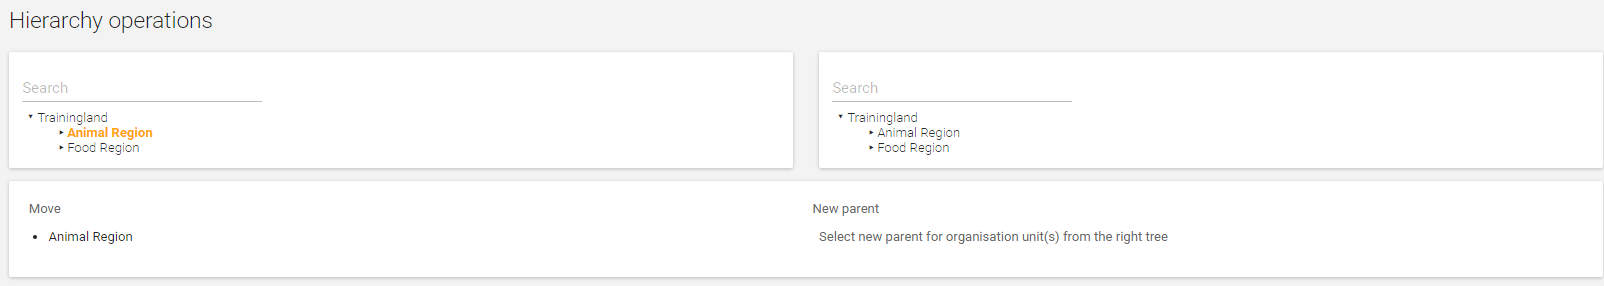 Hierarchy operations
Search
Trainingland
Animal Region
Food Region
Search
Trainingland
Animal Region
Food Region
Move
Animal Region
New parent
Select new parent for organisation unit(s) from the right tree